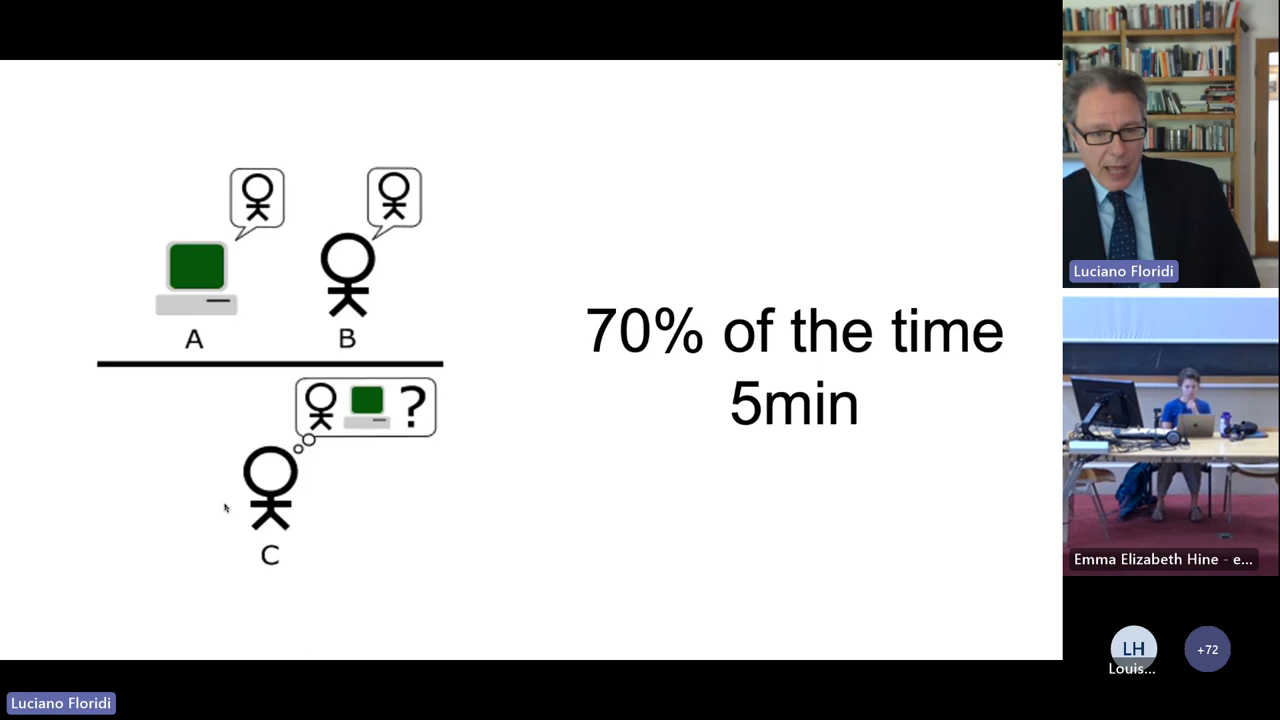 A
B
?
C
70% of the time
5min
Luciano Floridi
Emma Elizabeth Hine - e...
LH
Louis...
+72
Luciano Floridi